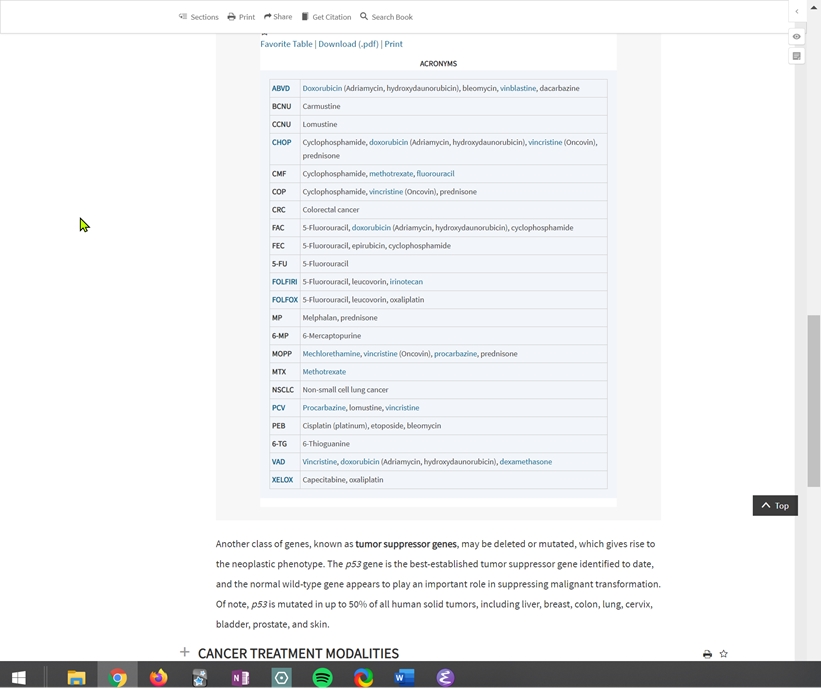 Sections Print Share Get Citation Search Book
Favorite Table | Download (.pdf) | Print
ACRONYMS
ABVD Doxorubicin (Adriamycin, hydroxydaunorubicin), bleomycin, vinblastine, dacarbazine
BCNU Carmustine
CCNU Lomustine
CHOP Cyclophosphamide, doxorubicin (Adriamycin, hydroxydaunorubicin), vincristine (Oncovin),
prednisone
CMF Cyclophosphamide, methotrexate, fluorouracil
COP Cyclophosphamide, vincristine (Oncovin), prednisone
CRC Colorectal cancer
FAC 5-Fluorouracil, doxorubicin (Adriamycin, hydroxydaunorubicin), cyclophosphamide
FEC 5-Fluorouracil, epirubicin, cyclophosphamide
5-FU 5-Fluorouracil
FOLFIRI 5-Fluorouracil, leucovorin, irinotecan
FOLFOX 5-Fluorouracil, leucovorin, oxaliplatin
MP Melphalan, prednisone
6-MP 6-Mercaptopurine
MOPP Mechlorethamine, vincristine (Oncovin), procarbazine, prednisone
MTX Methotrexate
NSCLC Non-small cell lung cancer
PCV Procarbazine, lomustine, vincristine
PEB Cisplatin (platinum), etoposide, bleomycin
6-TG 6-Thioguanine
VAD Vincristine, doxorubicin (Adriamycin, hydroxydaunorubicin), dexamethasone
XELOX Capecitabine, oxaliplatin
Top
Another class of genes, known as tumor suppressor genes, may be deleted or mutated, which gives rise to
the neoplastic phenotype. The p53 gene is the best-established tumor suppressor gene identified to date,
and the normal wild-type gene appears to play an important role in suppressing malignant transformation.
Of note, p53 is mutated in up to 50% of all human solid tumors, including liver, breast, colon, lung, cervix,
bladder, prostate, and skin.
CANCER TREATMENT MODALITIES